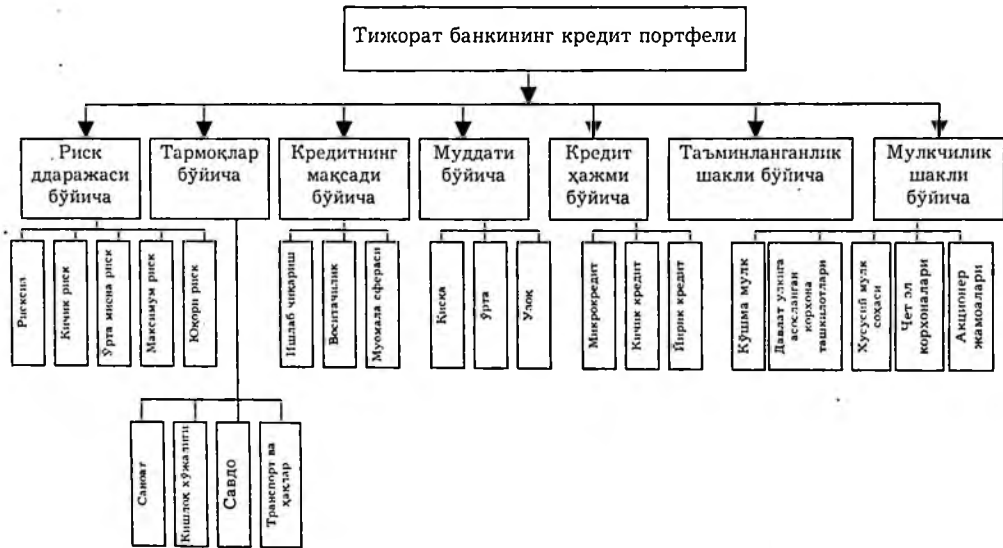 Тижорат банкининг кредит портфели
Риск
ддаражаси
бўйича
Тармоқлар
бўйича
Кредитнинг
мақсади
бўйича
Муддати
бўйича
Кредит
ҳажми
бўйича
Таъминланганлик
шакли бўйича
Мулкчилик
шакли
бўйича
Рисксиз
Кичик риск
Ўрта миёна риск
Максимум риск
Юқори риск
Ишлаб чиқариш
Воситачилик
Муомала сфераси
Қисқа
Ўрта
Узоқ
Микрокредит
Кичик кредит
Йирик кредит
Қўшма мулк
Давлат улкига
асосланган
корхона
ташкилотлари
Хусусий мулк
соҳаси
Чет эл
корхоналари
Акционер
жамоалари
Саноат
Кишлоқ хўжалиги
Савдо
Транспорт ва
ҳаклар